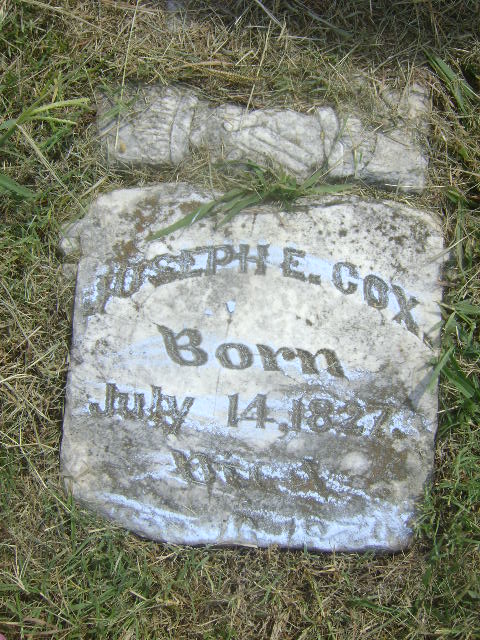 JOSEPH E. COX
Born
July 14, 1827.
Died